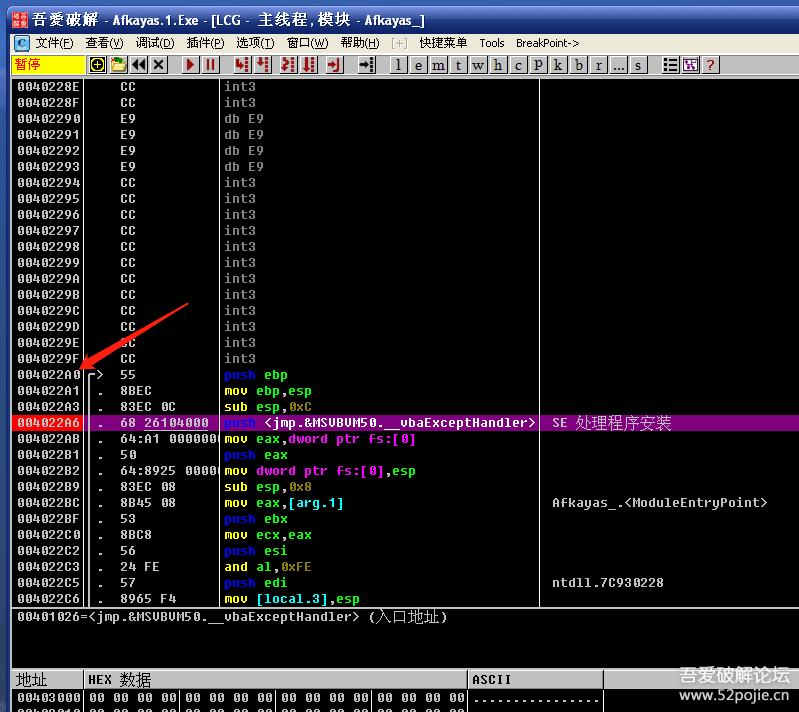 吾爱破解 - Afkayas.1.Exe - [LCG - 主线程,模块 - Afkayas_]
文件(F) 查看(V) 调试(D) 插件(P) 选项(T) 窗口(W) 帮助(H) [+] 快捷菜单 Tools BreakPoint->
暂停 l e m t w h c p k b r ... s ?
0040228E CC int3
0040228F CC int3
00402290 E9 db E9
00402291 E9 db E9
00402292 E9 db E9
00402293 E9 db E9
00402294 CC int3
00402295 CC int3
00402296 CC int3
00402297 CC int3
00402298 CC int3
00402299 CC int3
0040229A CC int3
0040229B CC int3
0040229C CC int3
0040229D CC int3
0040229E CC int3
0040229F CC int3
004022A0 55 push ebp
004022A1 . 8BEC mov ebp,esp
004022A3 . 83EC 0C sub esp,0xC
004022A6 . 68 26104000 push <jmp.&MSVBVM50.__vbaExceptHandler> SE 处理程序安装
004022AB . 64:A1 0000000 mov eax,dword ptr fs:[0]
004022B1 . 50 push eax
004022B2 . 64:8925 0000 mov dword ptr fs:[0],esp
004022B9 . 83EC 08 sub esp,0x8
004022BC . 8B45 08 mov eax,[arg.1] Afkayas_.<ModuleEntryPoint>
004022BF . 53 push ebx
004022C0 . 8BC8 mov ecx,eax
004022C2 . 56 push esi
004022C3 . 24 FE and al,0xFE
004022C5 . 57 push edi ntdll.7C930228
004022C6 . 8965 F4 mov [local.3],esp
00401026=<jmp.&MSVBVM50.__vbaExceptHandler> (入口地址)
地址 HEX 数据 ASCII
00403000 00 00 00 00 00 00 00 00 00 00 00 00 00 00 00 00 ................
吾爱破解论坛
www.52pojie.cn